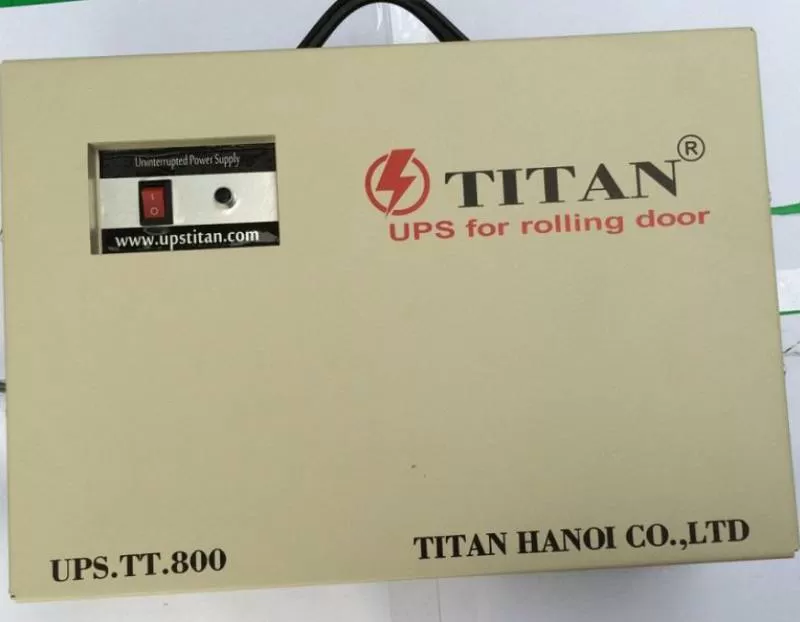 Uninterrupted Power Supply
I
O
www.upstitan.com
TITAN®
UPS for rolling door
UPS.TT.800
TITAN HANOI CO.,LTD